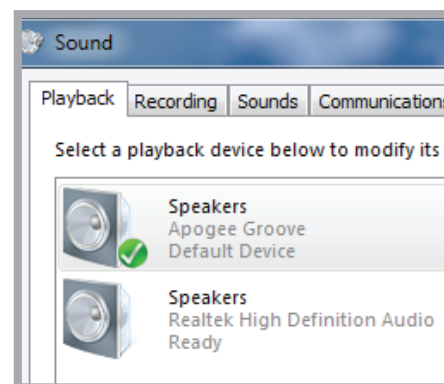 Sound
Playback Recording Sounds Communications
Select a playback device below to modify its
Speakers
Apogee Groove
Default Device
Speakers
Realtek High Definition Audio
Ready